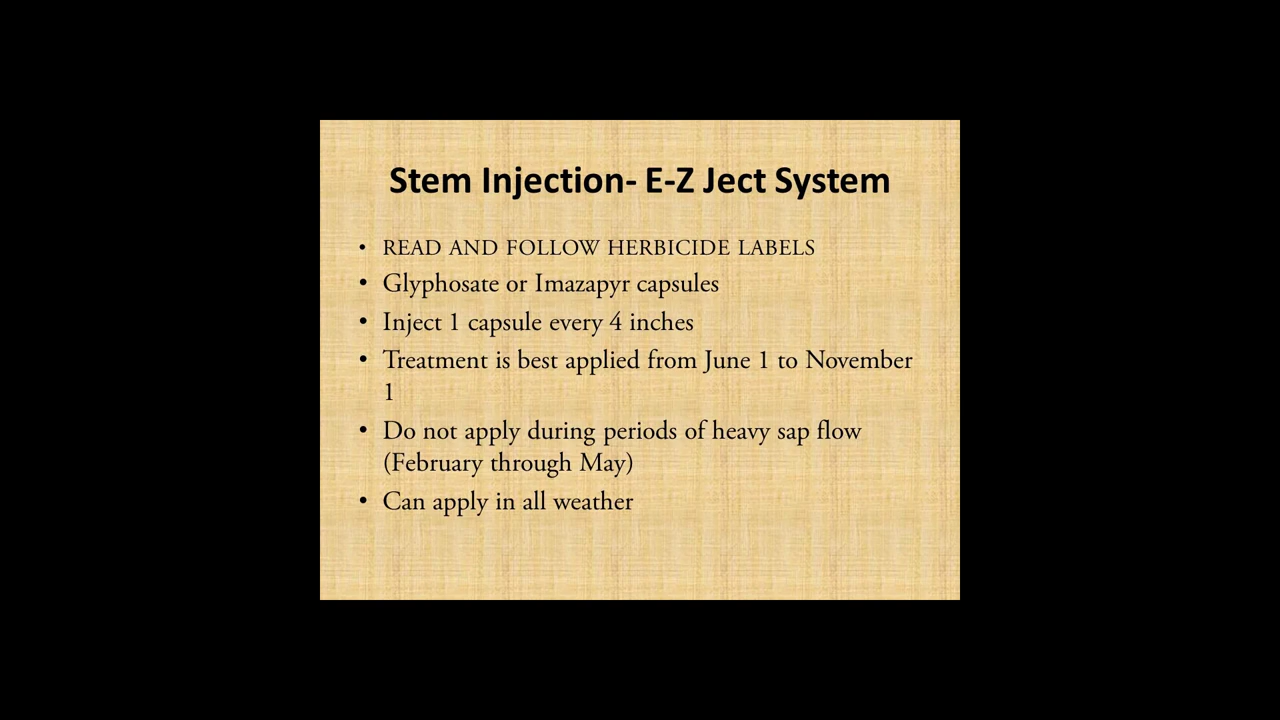 Stem Injection- E-Z Ject System
• READ AND FOLLOW HERBICIDE LABELS
• Glyphosate or Imazapyr capsules
• Inject 1 capsule every 4 inches
• Treatment is best applied from June 1 to November
1
• Do not apply during periods of heavy sap flow
(February through May)
• Can apply in all weather